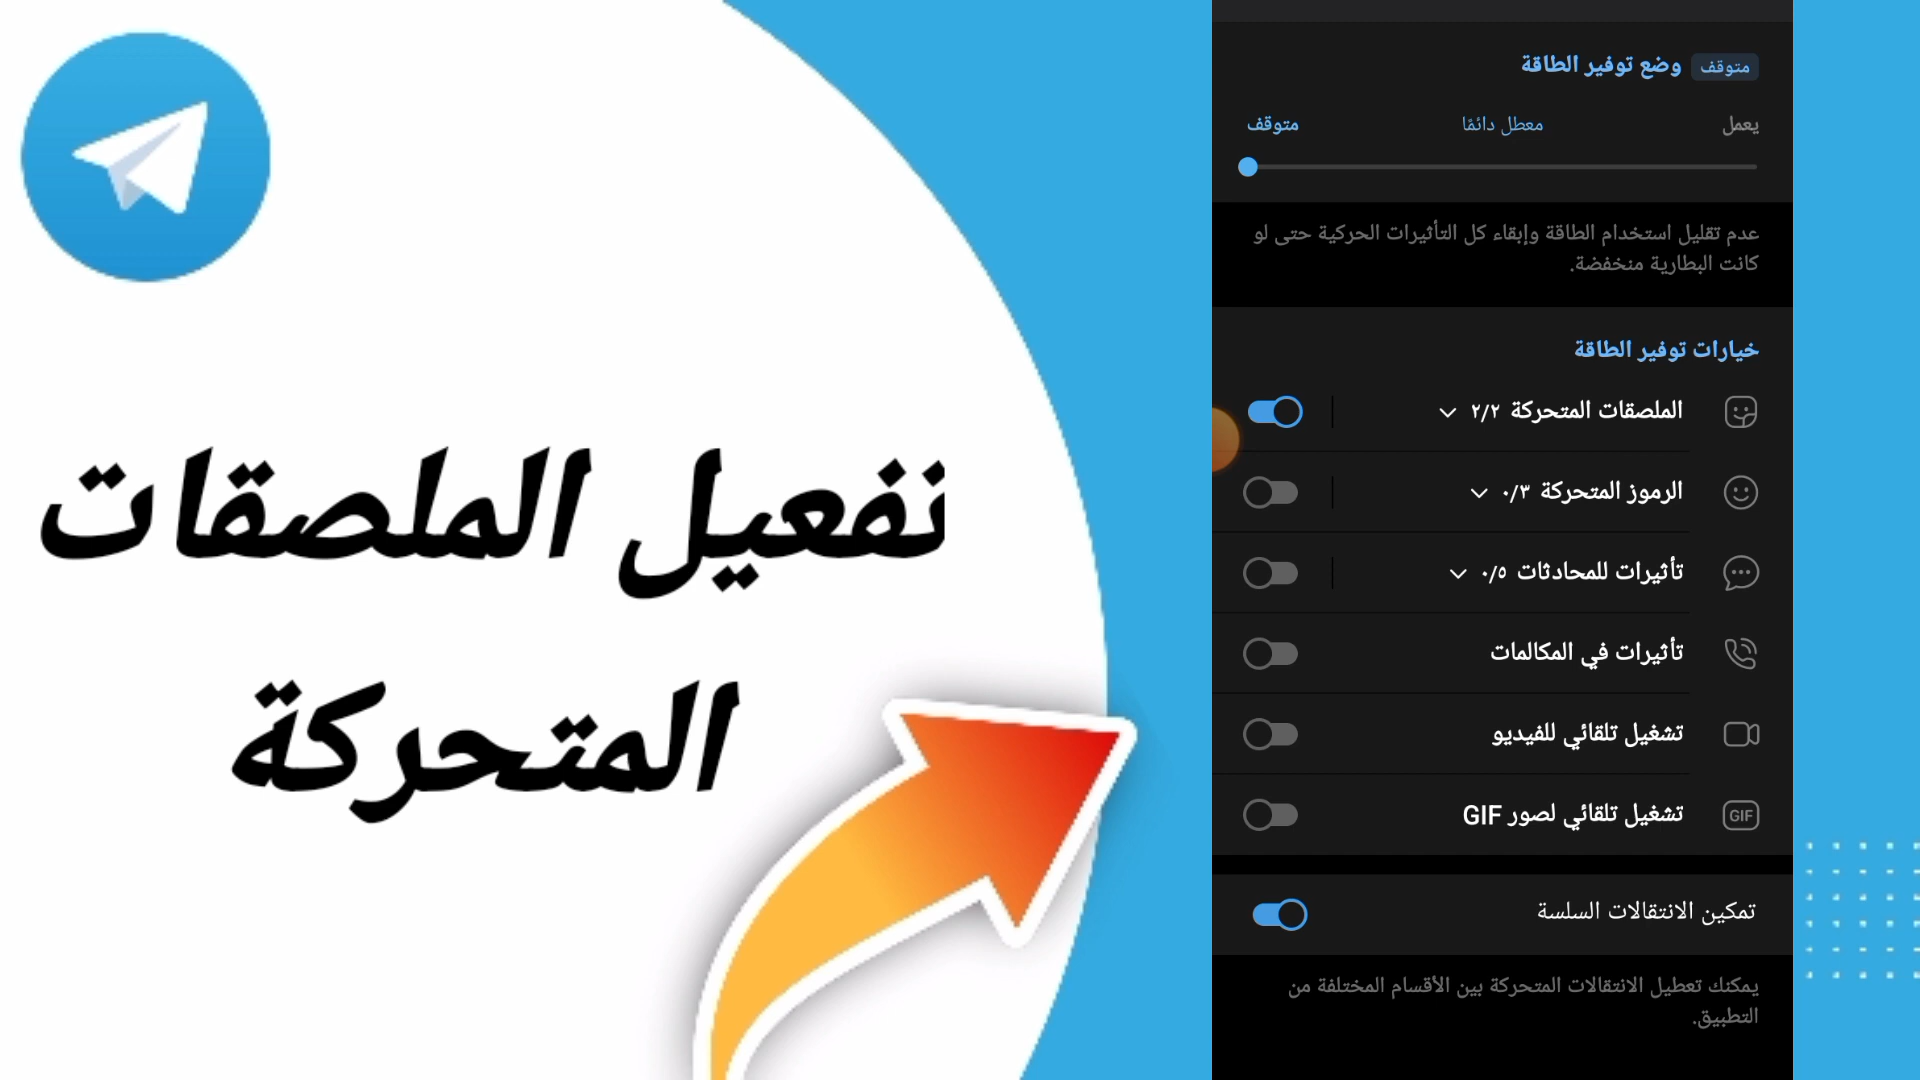 تفعيل الملصقات
المتحركة
وضع توفير الطاقة متوقف
يعمل معطل دائمًا متوقف
عدم تقليل استخدام الطاقة وإبقاء كل التأثيرات الحركية حتى لو
كانت البطارية منخفضة.
خيارات توفير الطاقة
الملصقات المتحركة ٢/٢
الرموز المتحركة ٠/٣
تأثيرات للمحادثات ٠/٥
تأثيرات في المكالمات
تشغيل تلقائي للفيديو
تشغيل تلقائي لصور GIF
GIF
تمكين الانتقالات السلسة
يمكنك تعطيل الانتقالات المتحركة بين الأقسام المختلفة من
التطبيق.